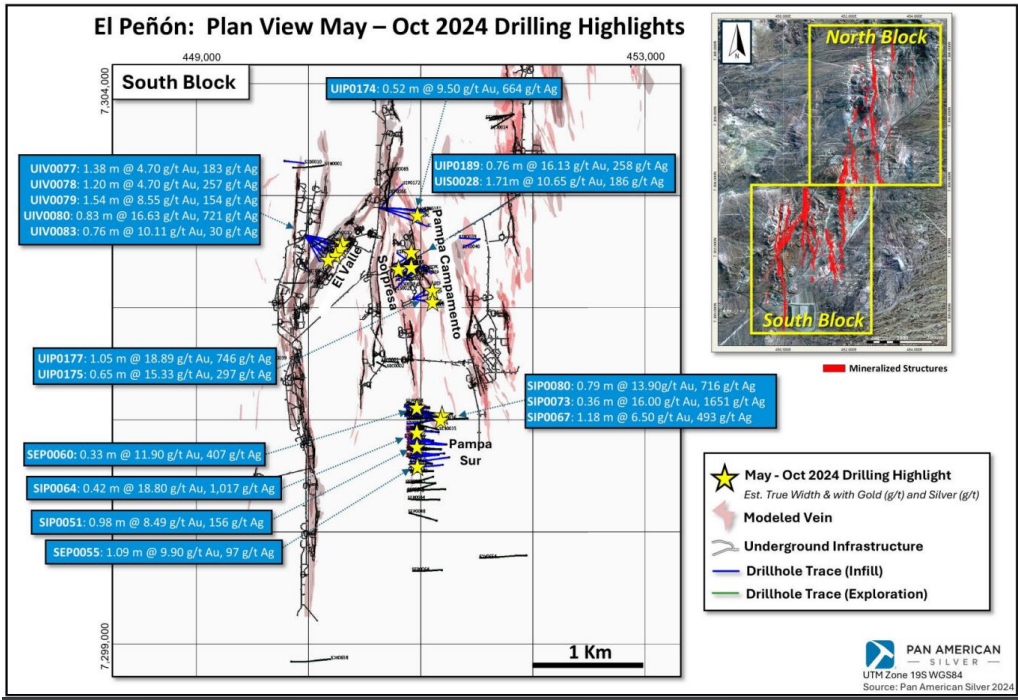 El Peñón: Plan View May – Oct 2024 Drilling Highlights
449,000
453,000
7,304,000
7,299,000
South Block
UIP0174: 0.52 m @ 9.50 g/t Au, 664 g/t Ag
UIV0077: 1.38 m @ 4.70 g/t Au, 183 g/t Ag
UIV0078: 1.20 m @ 4.70 g/t Au, 257 g/t Ag
UIV0079: 1.54 m @ 8.55 g/t Au, 154 g/t Ag
UIV0080: 0.83 m @ 16.63 g/t Au, 721 g/t Ag
UIV0083: 0.76 m @ 10.11 g/t Au, 30 g/t Ag
UIP0189: 0.76 m @ 16.13 g/t Au, 258 g/t Ag
UIS0028: 1.71m @ 10.65 g/t Au, 186 g/t Ag
El Valle
Sorpresa
Pampa Campamento
UIP0177: 1.05 m @ 18.89 g/t Au, 746 g/t Ag
UIP0175: 0.65 m @ 15.33 g/t Au, 297 g/t Ag
SIP0080: 0.79 m @ 13.90g/t Au, 716 g/t Ag
SIP0073: 0.36 m @ 16.00 g/t Au, 1651 g/t Ag
SIP0067: 1.18 m @ 6.50 g/t Au, 493 g/t Ag
SEP0060: 0.33 m @ 11.90 g/t Au, 407 g/t Ag
SIP0064: 0.42 m @ 18.80 g/t Au, 1,017 g/t Ag
SIP0051: 0.98 m @ 8.49 g/t Au, 156 g/t Ag
SEP0055: 1.09 m @ 9.90 g/t Au, 97 g/t Ag
Pampa
Sur
1 Km
N
North Block
South Block
Mineralized Structures
May - Oct 2024 Drilling Highlight
Est. True Width & with Gold (g/t) and Silver (g/t)
Modeled Vein
Underground Infrastructure
Drillhole Trace (Infill)
Drillhole Trace (Exploration)
PAN AMERICAN
SILVER
UTM Zone 19S WGS84
Source: Pan American Silver 2024